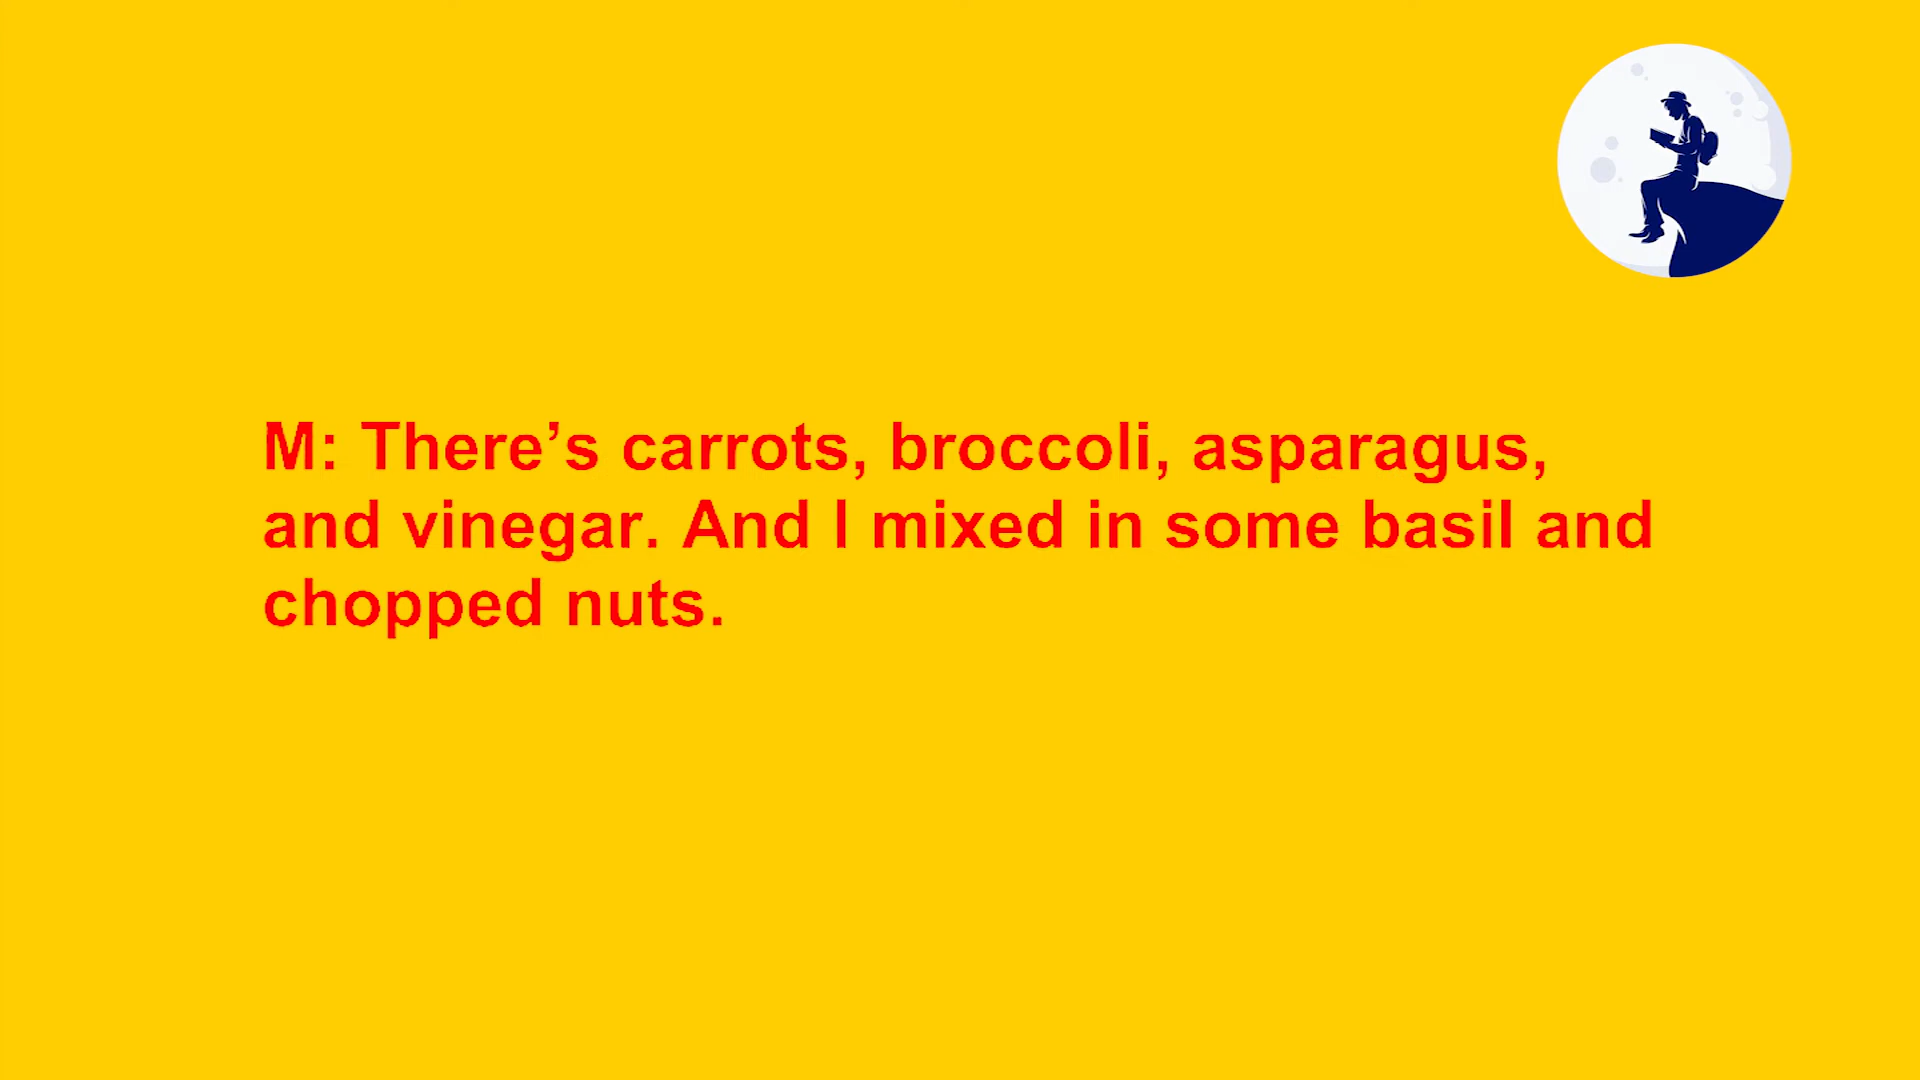 M: There’s carrots, broccoli, asparagus,
and vinegar. And I mixed in some basil and
chopped nuts.